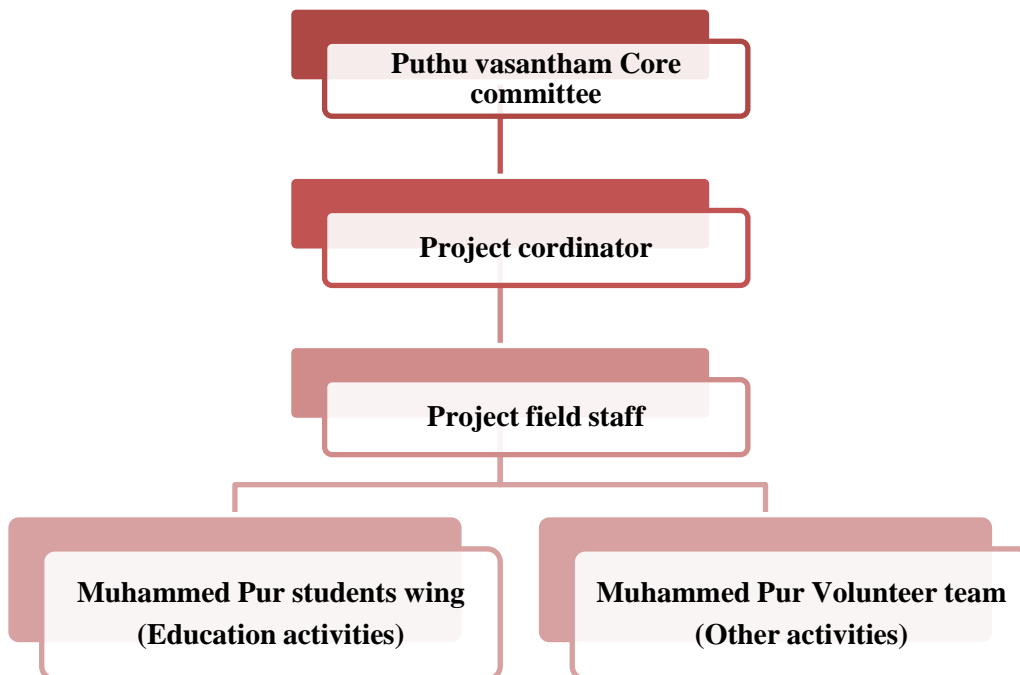 Puthu vasantham Core
committee
Project cordinator
Project field staff
Muhammed Pur students wing
(Education activities)
Muhammed Pur Volunteer team
(Other activities)